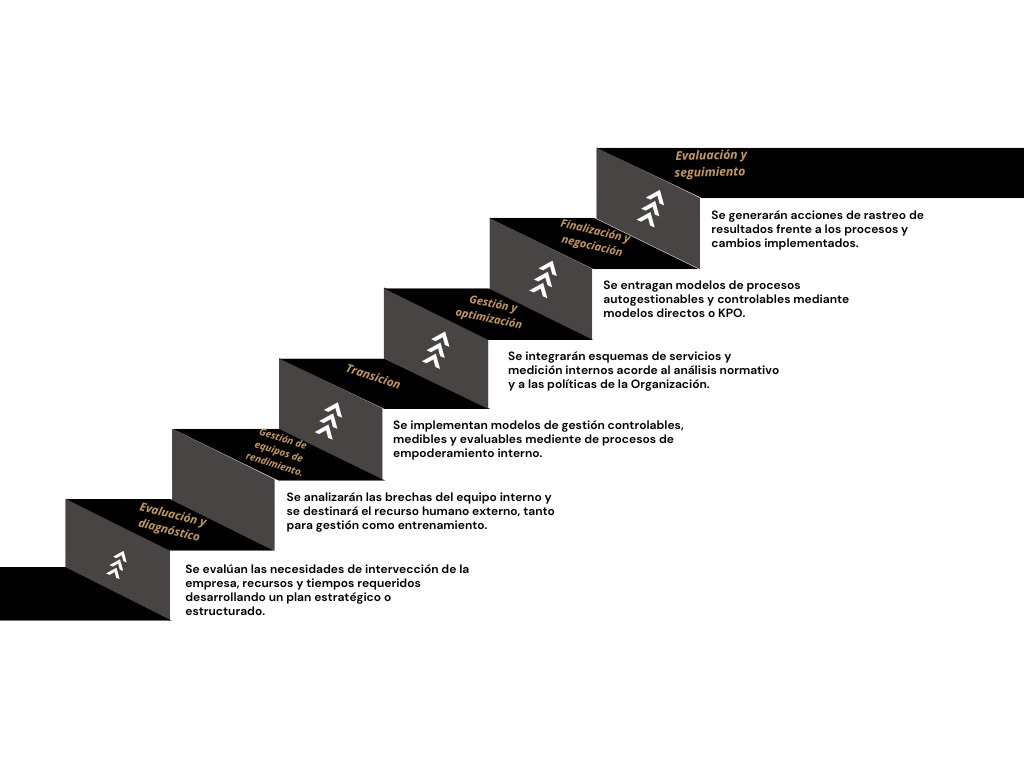 Evaluación y
seguimiento
Se generarán acciones de rastreo de
resultados frente a los procesos y
cambios implementados.
Finalización y
negociación
Se entragan modelos de procesos
autogestionables y controlables mediante
modelos directos o KPO.
Gestión y
optimización
Se integrarán esquemas de servicios y
medición internos acorde al análisis normativo
y a las políticas de la Organización.
Transicion
Se implementan modelos de gestión controlables,
medibles y evaluables mediente de procesos de
empoderamiento interno.
Gestión de
equipos de
rendimiento.
Se analizarán las brechas del equipo interno y
se destinará el recurso humano externo, tanto
para gestión como entrenamiento.
Evaluación y
diagnóstico
Se evalúan las necesidades de intervección de la
empresa, recursos y tiempos requeridos
desarrollando un plan estratégico o
estructurado.